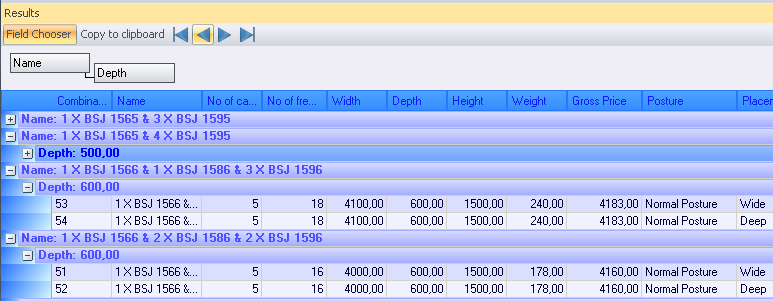 Results
Field Chooser Copy to clipboard
Name
Depth
Combina... Name No of ca... No of fre... Width Depth Height Weight Gross Price Posture Placen
Name: 1 X BSJ 1565 & 3 X BSJ 1595
Name: 1 X BSJ 1565 & 4 X BSJ 1595
Depth: 500,00
Name: 1 X BSJ 1566 & 1 X BSJ 1586 & 3 X BSJ 1596
Depth: 600,00
53 1 X BSJ 1566 &... 5 18 4100,00 600,00 1500,00 240,00 4183,00 Normal Posture Wide
54 1 X BSJ 1566 &... 5 18 4100,00 600,00 1500,00 240,00 4183,00 Normal Posture Deep
Name: 1 X BSJ 1566 & 2 X BSJ 1586 & 2 X BSJ 1596
Depth: 600,00
51 1 X BSJ 1566 &... 5 16 4000,00 600,00 1500,00 178,00 4160,00 Normal Posture Wide
52 1 X BSJ 1566 &... 5 16 4000,00 600,00 1500,00 178,00 4160,00 Normal Posture Deep